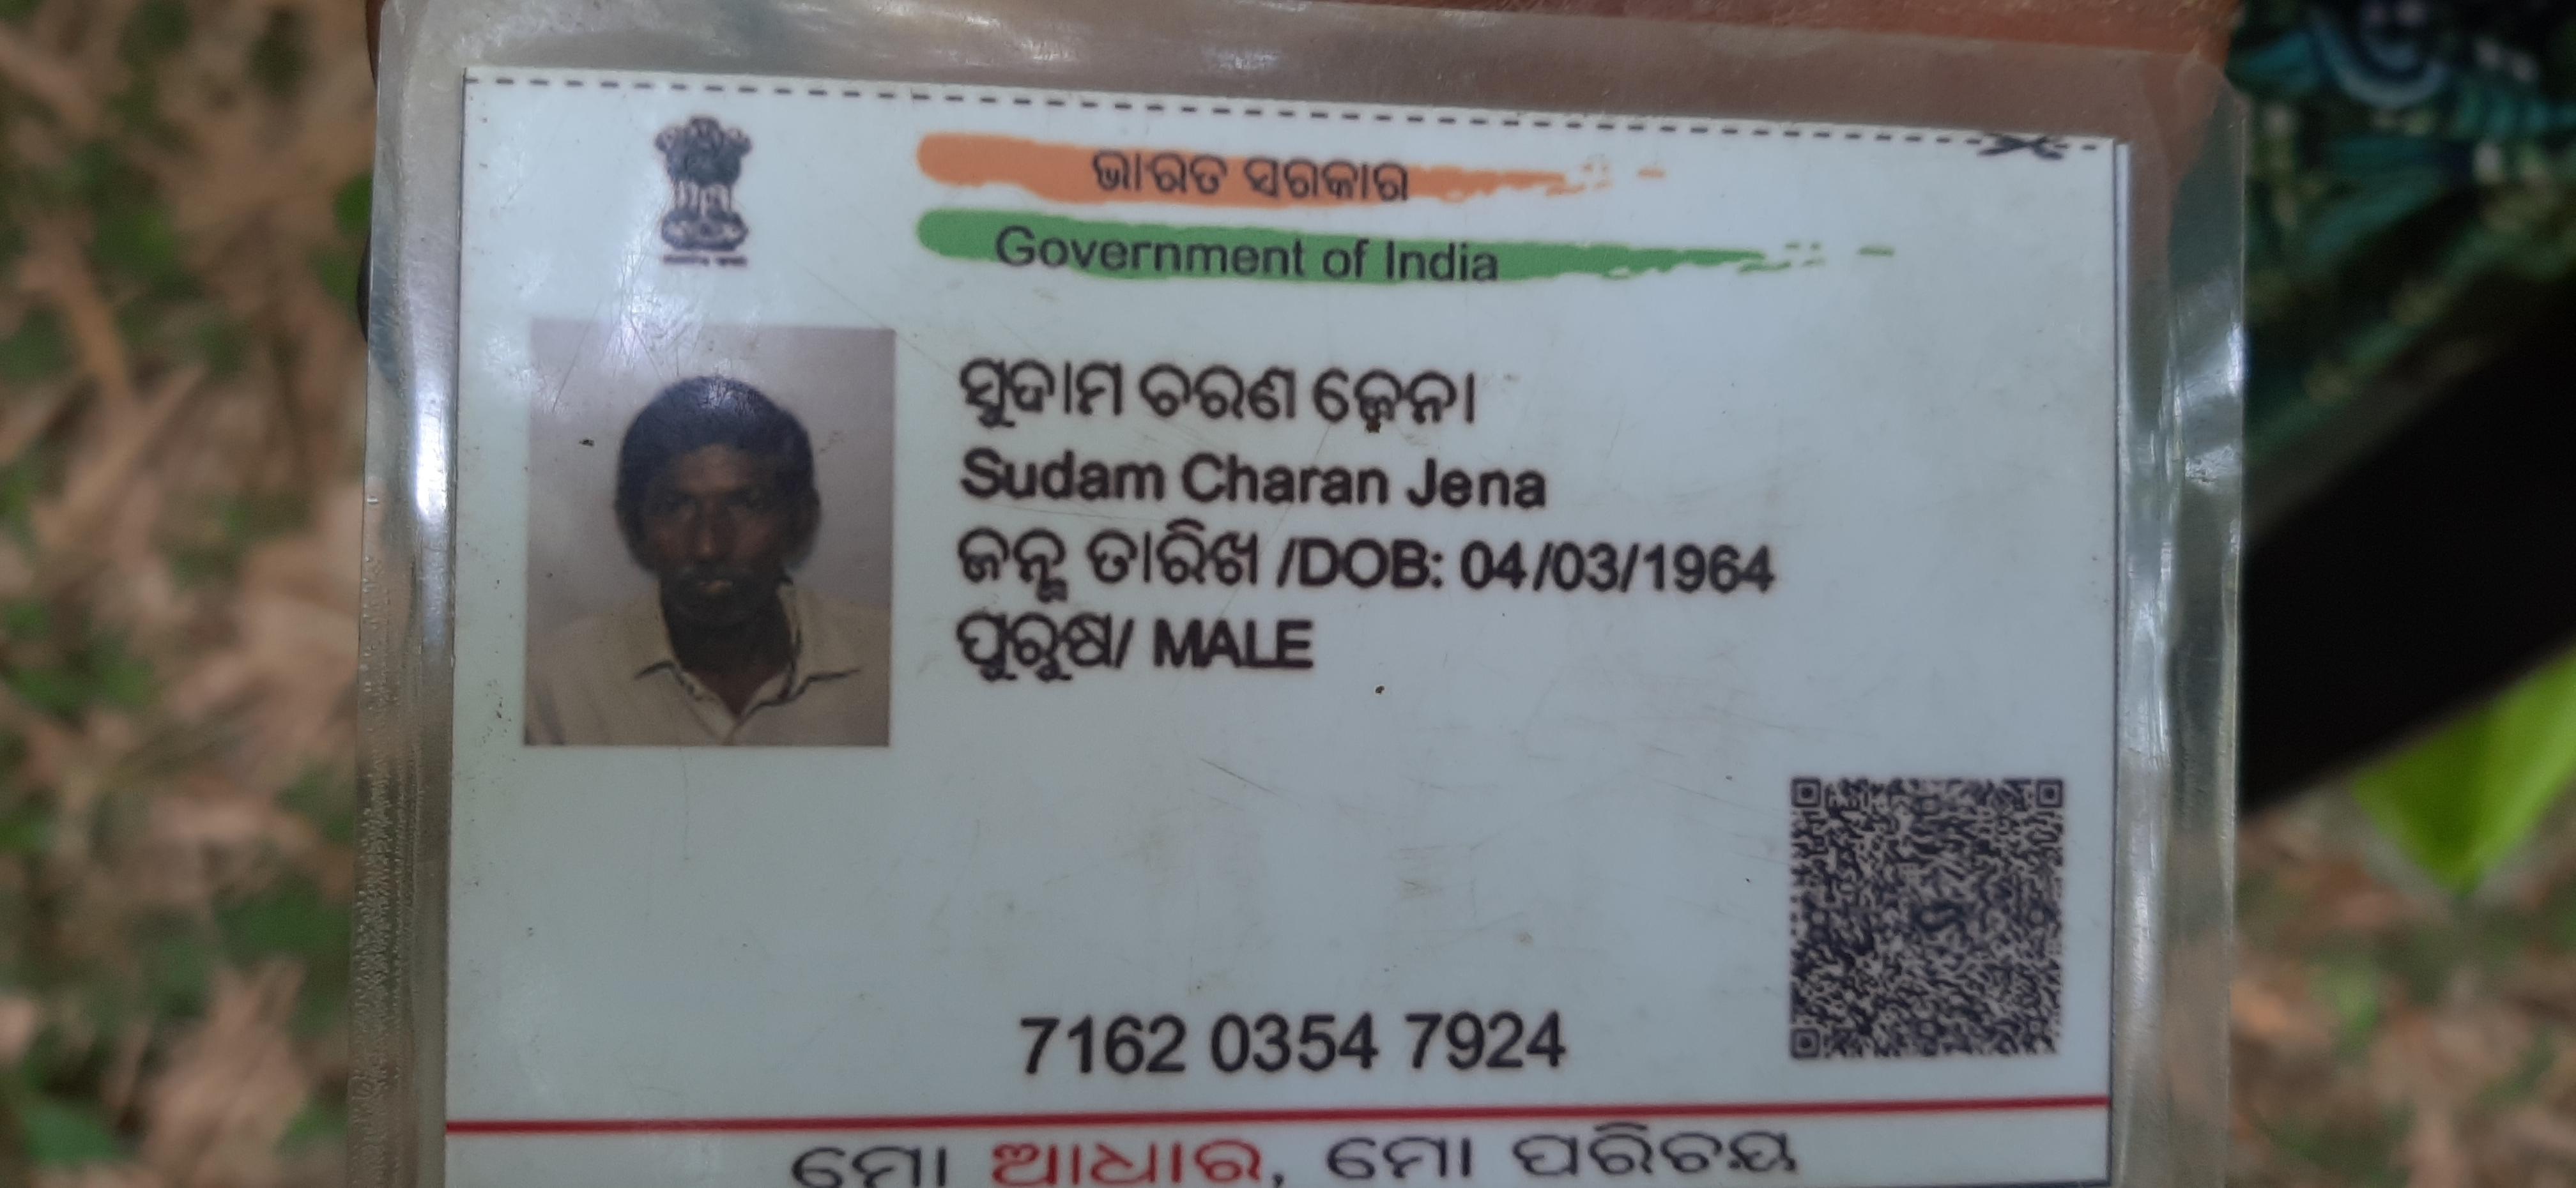 ଭାରତ ସରକାର
Government of India
ସୁଦାମ ଚରଣ ଜେନା
Sudam Charan Jena
ଜନ୍ମ ତାରିଖ /DOB: 04/03/1964
ପୁରୁଷ/ MALE
7162 0354 7924
ମୋ ଆଧାର, ମୋ ପରିଚୟ